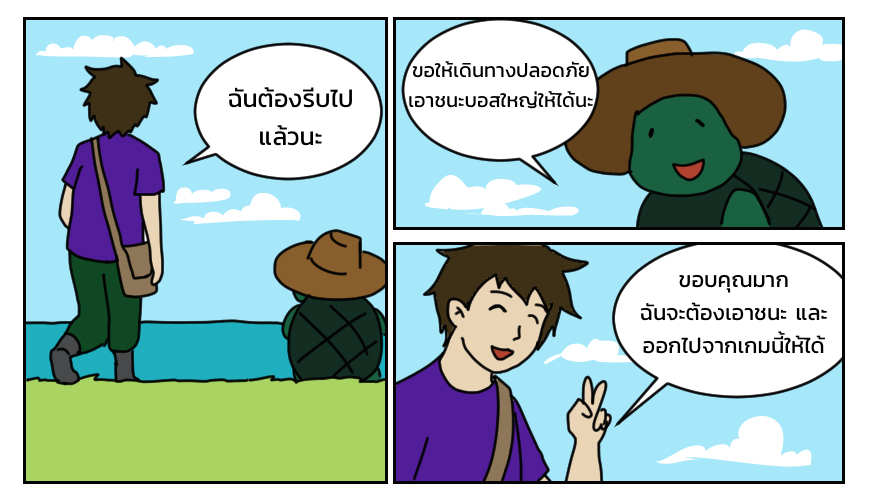 ฉันต้องรีบไป
แล้วนะ
ขอให้เดินทางปลอดภัย
เอาชนะบอสใหญ่ให้ได้นะ
ขอบคุณมาก
ฉันจะต้องเอาชนะ และ
ออกไปจากเกมนี้ให้ได้